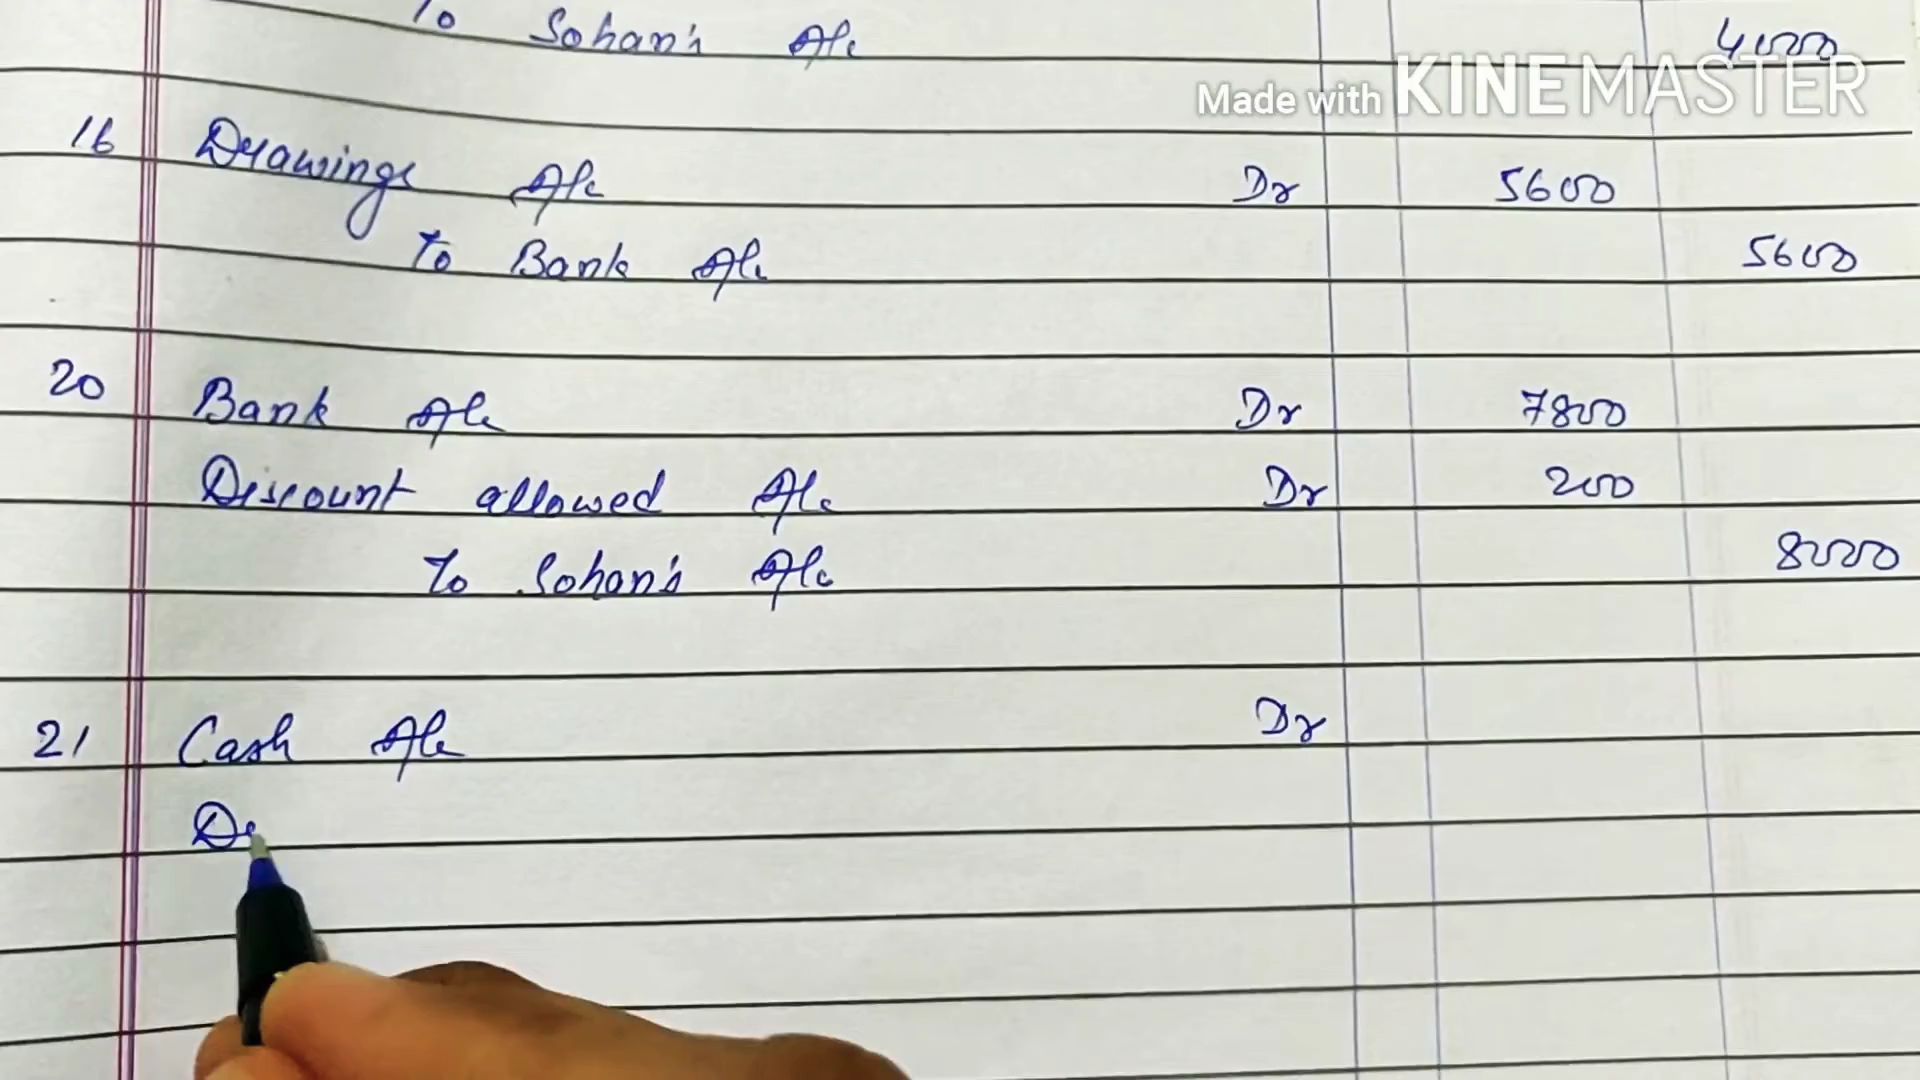 To Sohan's A/c 4000
Made with KINEMASTER
16 Drawings A/c Dr 5600
To Bank A/c 5600
20 Bank A/c Dr 7800
Discount allowed A/c Dr 200
To Sohan's A/c 8000
21 Cash A/c Dr